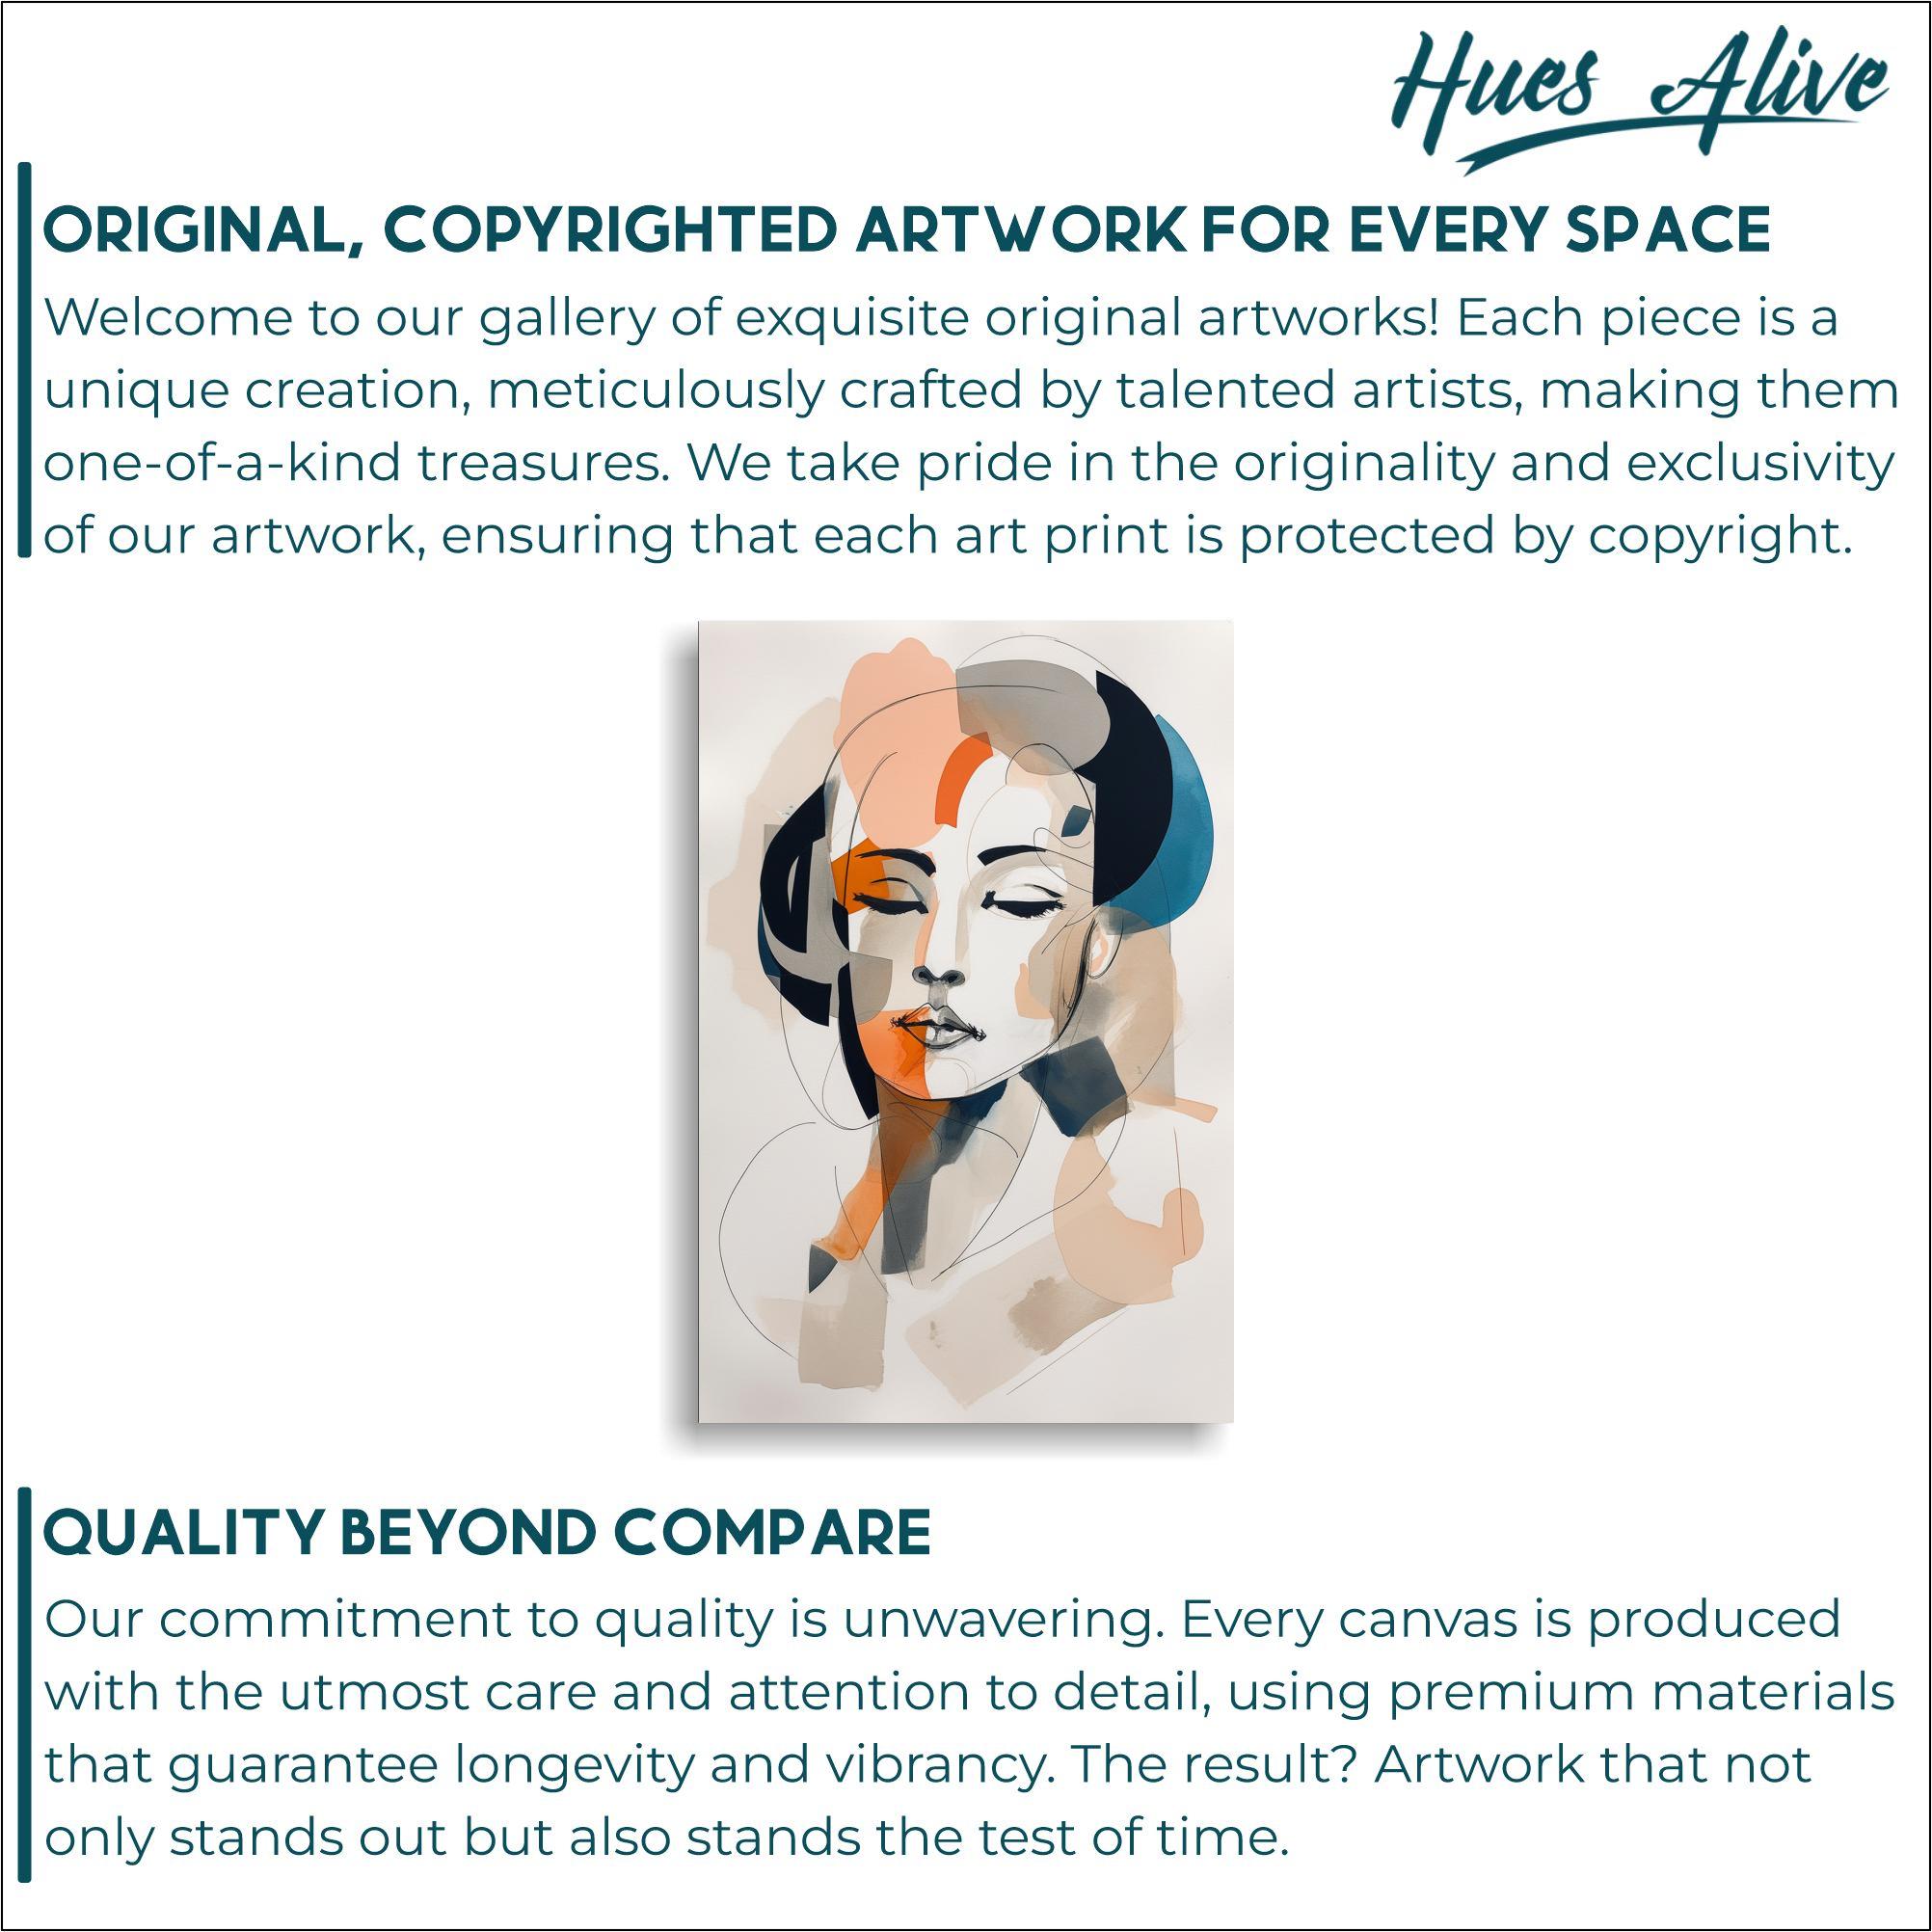 Hues Alive
ORIGINAL, COPYRIGHTED ARTWORK FOR EVERY SPACE
Welcome to our gallery of exquisite original artworks! Each piece is a
unique creation, meticulously crafted by talented artists, making them
one-of-a-kind treasures. We take pride in the originality and exclusivity
of our artwork, ensuring that each art print is protected by copyright.
QUALITY BEYOND COMPARE
Our commitment to quality is unwavering. Every canvas is produced
with the utmost care and attention to detail, using premium materials
that guarantee longevity and vibrancy. The result? Artwork that not
only stands out but also stands the test of time.